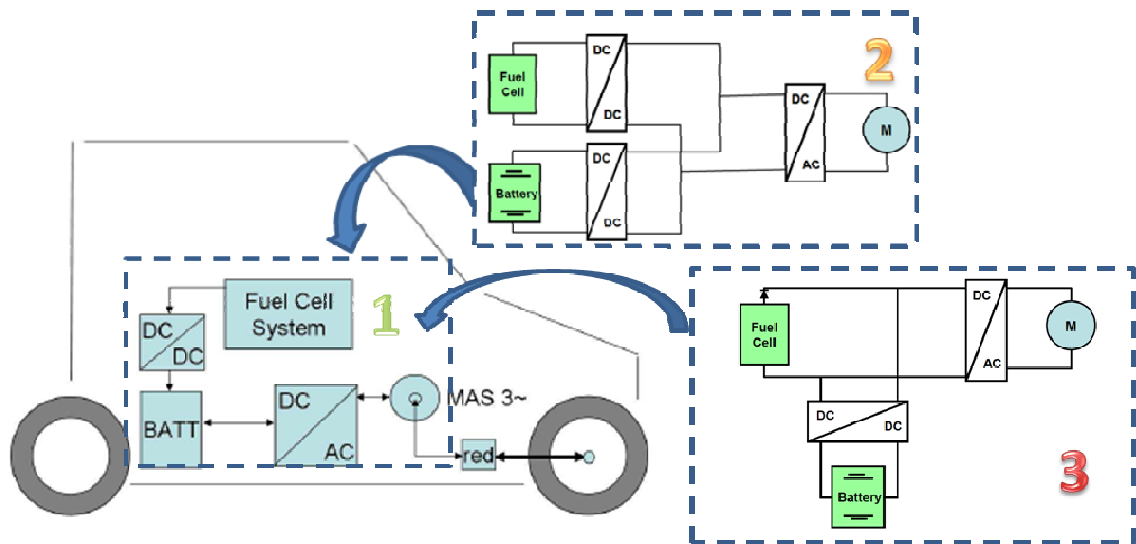 2
DC
DC
Fuel
Cell
DC
AC
M
DC
DC
Battery
1
Fuel Cell
System
DC
DC
BATT
DC
AC
MAS 3~
red
3
DC
AC
Fuel
Cell
M
DC
DC
Battery